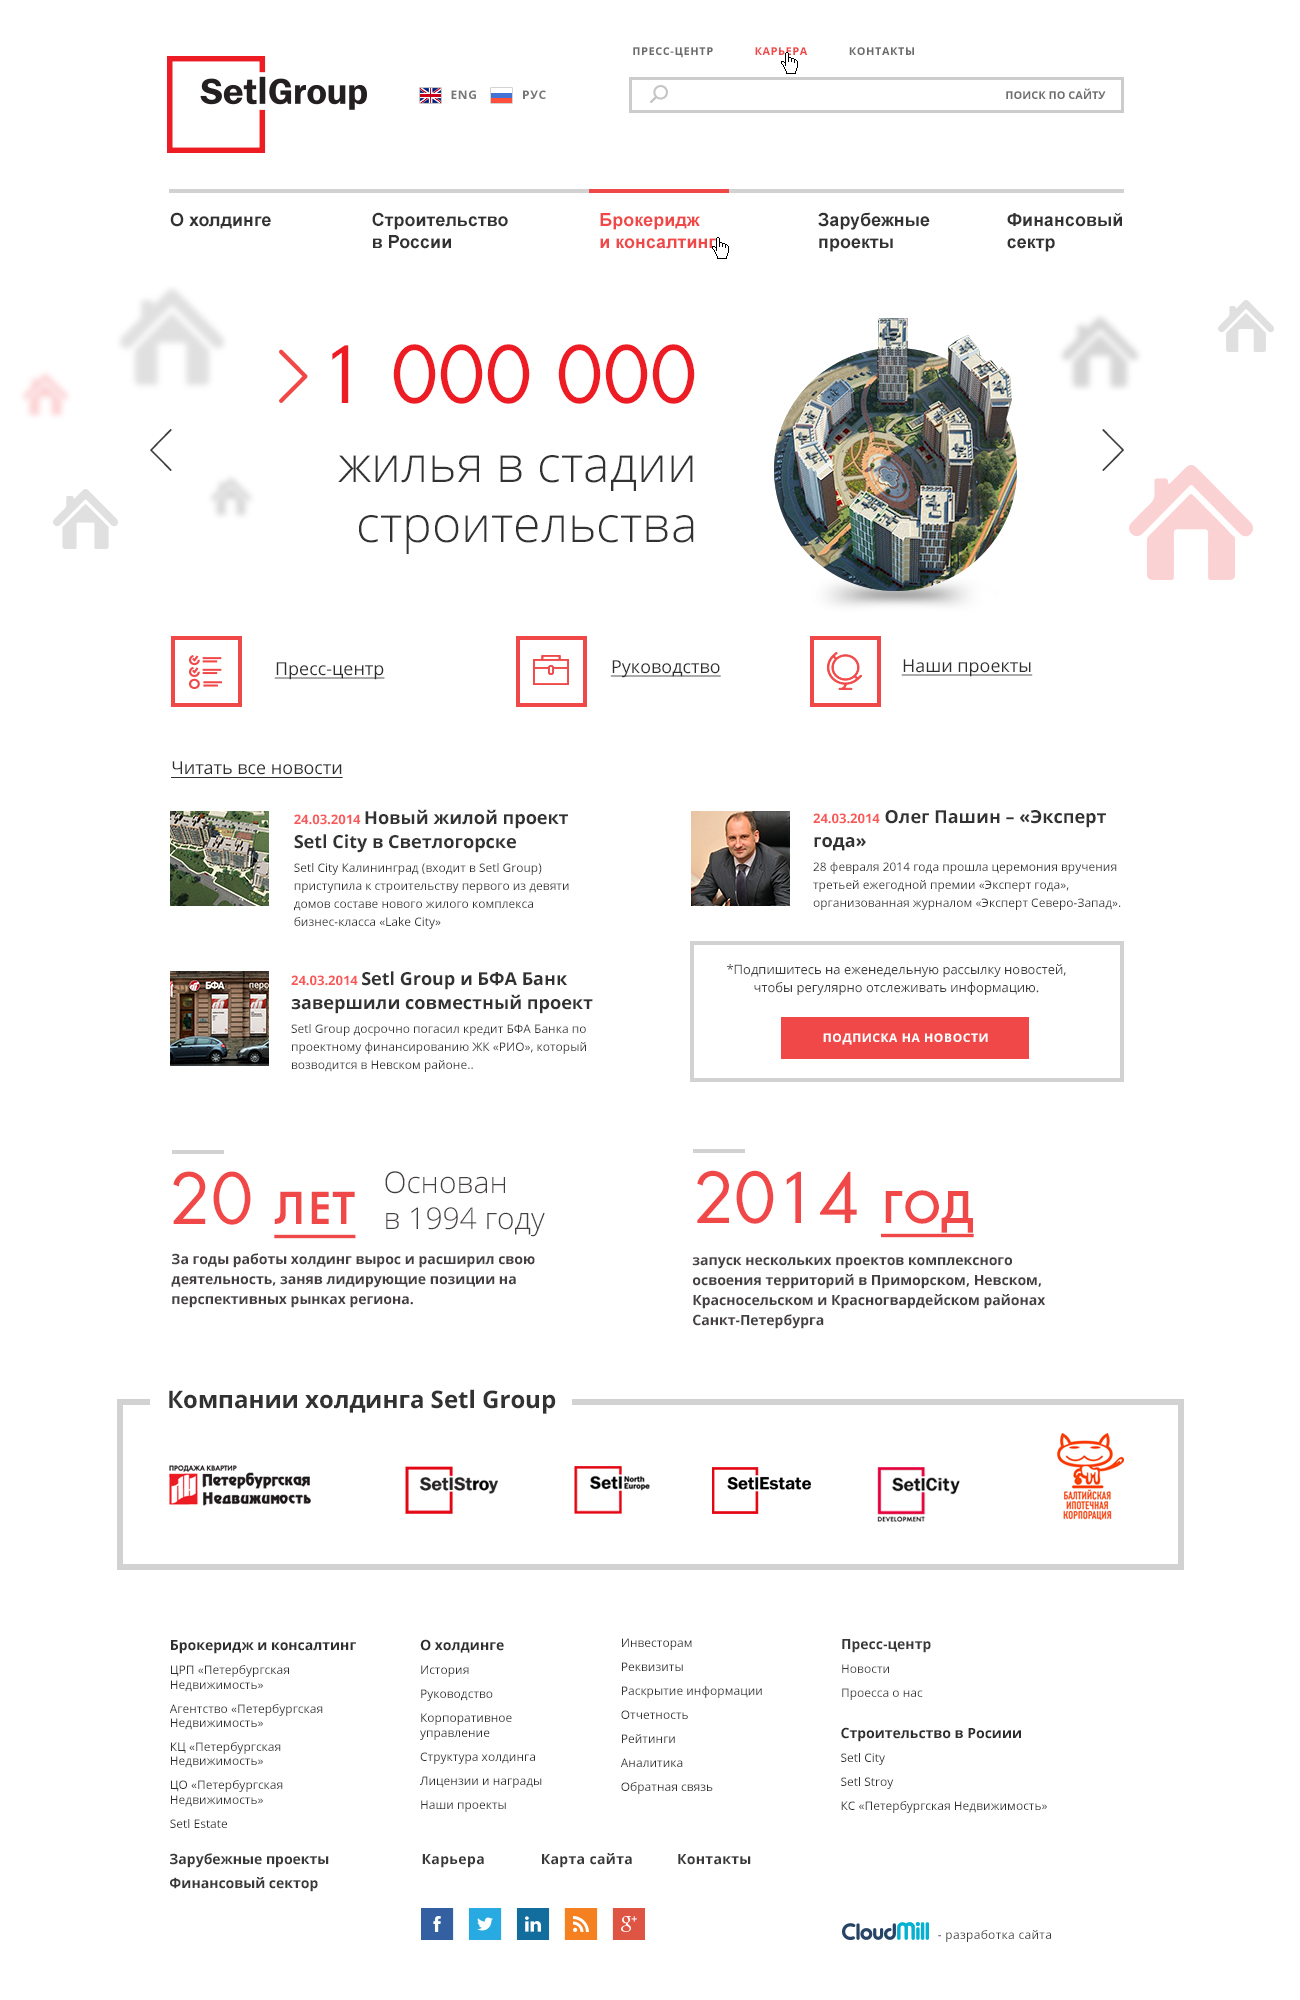 ПРЕСС-ЦЕНТР
КАРЬЕРА
КОНТАКТЫ
SetlGroup
ENG
РУС
ПОИСК ПО САЙТУ
О холдинге
Строительство
в России
Брокеридж
и консалтинг
Зарубежные
проекты
Финансовый
сектр
>1 000 000
жилья в стадии
строительства
Пресс-центр
Руководство
Наши проекты
Читать все новости
24.03.2014 Новый жилой проект
Setl City в Светлогорске
Setl City Калининград (входит в Setl Group)
приступила к строительству первого из девяти
домов составе нового жилого комплекса
бизнес-класса «Lake City»
24.03.2014 Олег Пашин – «Эксперт
года»
28 февраля 2014 года прошла церемония вручения
третьей ежегодной премии «Эксперт года»,
организованная журналом «Эксперт Северо-Запад».
БФА
перс
24.03.2014 Setl Group и БФА Банк
завершили совместный проект
Setl Group досрочно погасил кредит БФА Банка по
проектному финансированию ЖК «РИО», который
возводится в Невском районе..
*Подпишитесь на еженедельную рассылку новостей,
чтобы регулярно отслеживать информацию.
ПОДПИСКА НА НОВОСТИ
20 лет
Основан
в 1994 году
За годы работы холдинг вырос и расширил свою
деятельность, заняв лидирующие позиции на
перспективных рынках региона.
2014 год
запуск нескольких проектов комплексного
освоения территорий в Приморском, Невском,
Красносельском и Красногвардейском районах
Санкт-Петербурга
Компании холдинга Setl Group
ПРОДАЖА КВАРТИР
Петербургская
Недвижимость
SetlStroy
Setl North
Europe
SetlEstate
SetlCity
DEVELOPMENT
БАЛТИЙСКАЯ
ИПОТЕЧНАЯ
КОРПОРАЦИЯ
Брокеридж и консалтинг
ЦРП «Петербургская
Недвижимость»
Агентство «Петербургская
Недвижимость»
КЦ «Петербургская
Недвижимость»
ЦО «Петербургская
Недвижимость»
Setl Estate
Зарубежные проекты
Финансовый сектор
О холдинге
История
Руководство
Корпоративное
управление
Структура холдинга
Лицензии и награды
Наши проекты
Инвесторам
Реквизиты
Раскрытие информации
Отчетность
Рейтинги
Аналитика
Обратная связь
Пресс-центр
Новости
Проесса о нас
Строительство в Росиии
Setl City
Setl Stroy
КС «Петербургская Недвижимость»
Карьера
Карта сайта
Контакты
f
in
g+
CloudMill - разработка сайта